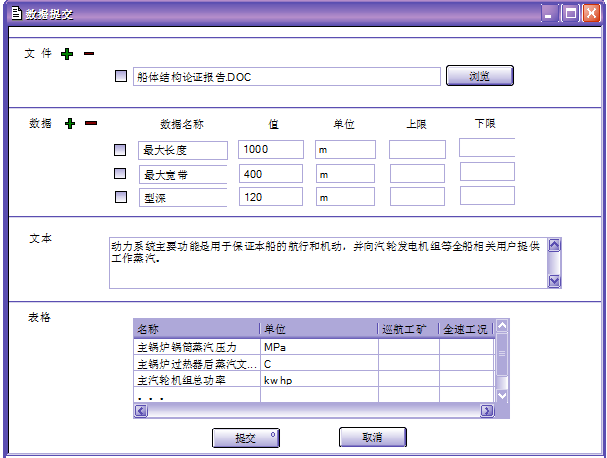 数据提交
文 件
船体结构论证报告.DOC
浏览
数据 数据名称 值 单位 上限 下限
最大长度 1000 m
最大宽带 400 m
型深 120 m
文本
动力系统主要功能是用于保证本船的航行和机动，并向汽轮发电机组等全船相关用户提供
工作蒸汽。
表格
名称 单位 巡航工矿 全速工况
主锅炉锅筒蒸汽压力 MPa
主锅炉过热器后蒸汽文... C
主汽轮机组总功率 kw hp
...
提交 取消